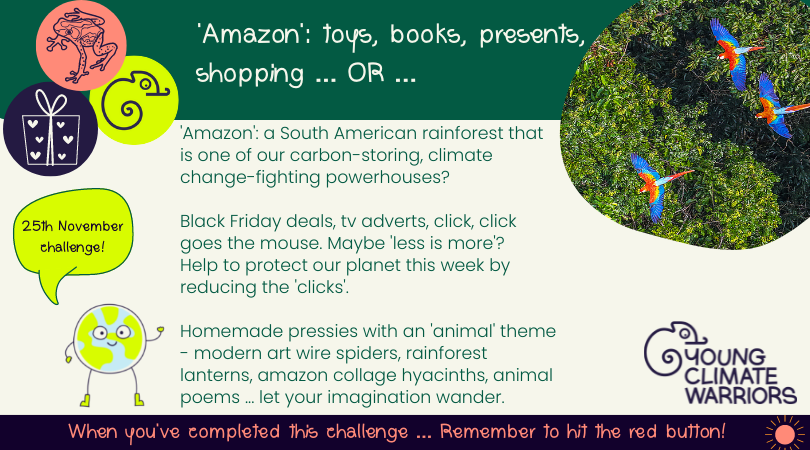 'Amazon': toys, books, presents,
shopping ... OR ...
'Amazon': a South American rainforest that
is one of our carbon-storing, climate
change-fighting powerhouses?
Black Friday deals, tv adverts, click, click
goes the mouse. Maybe 'less is more'?
Help to protect our planet this week by
reducing the 'clicks'.
25th November
challenge!
Homemade pressies with an 'animal' theme
- modern art wire spiders, rainforest
lanterns, amazon collage hyacinths, animal
poems ... let your imagination wander.
YOUNG
CLIMATE
WARRIORS
When you've completed this challenge ... Remember to hit the red button!